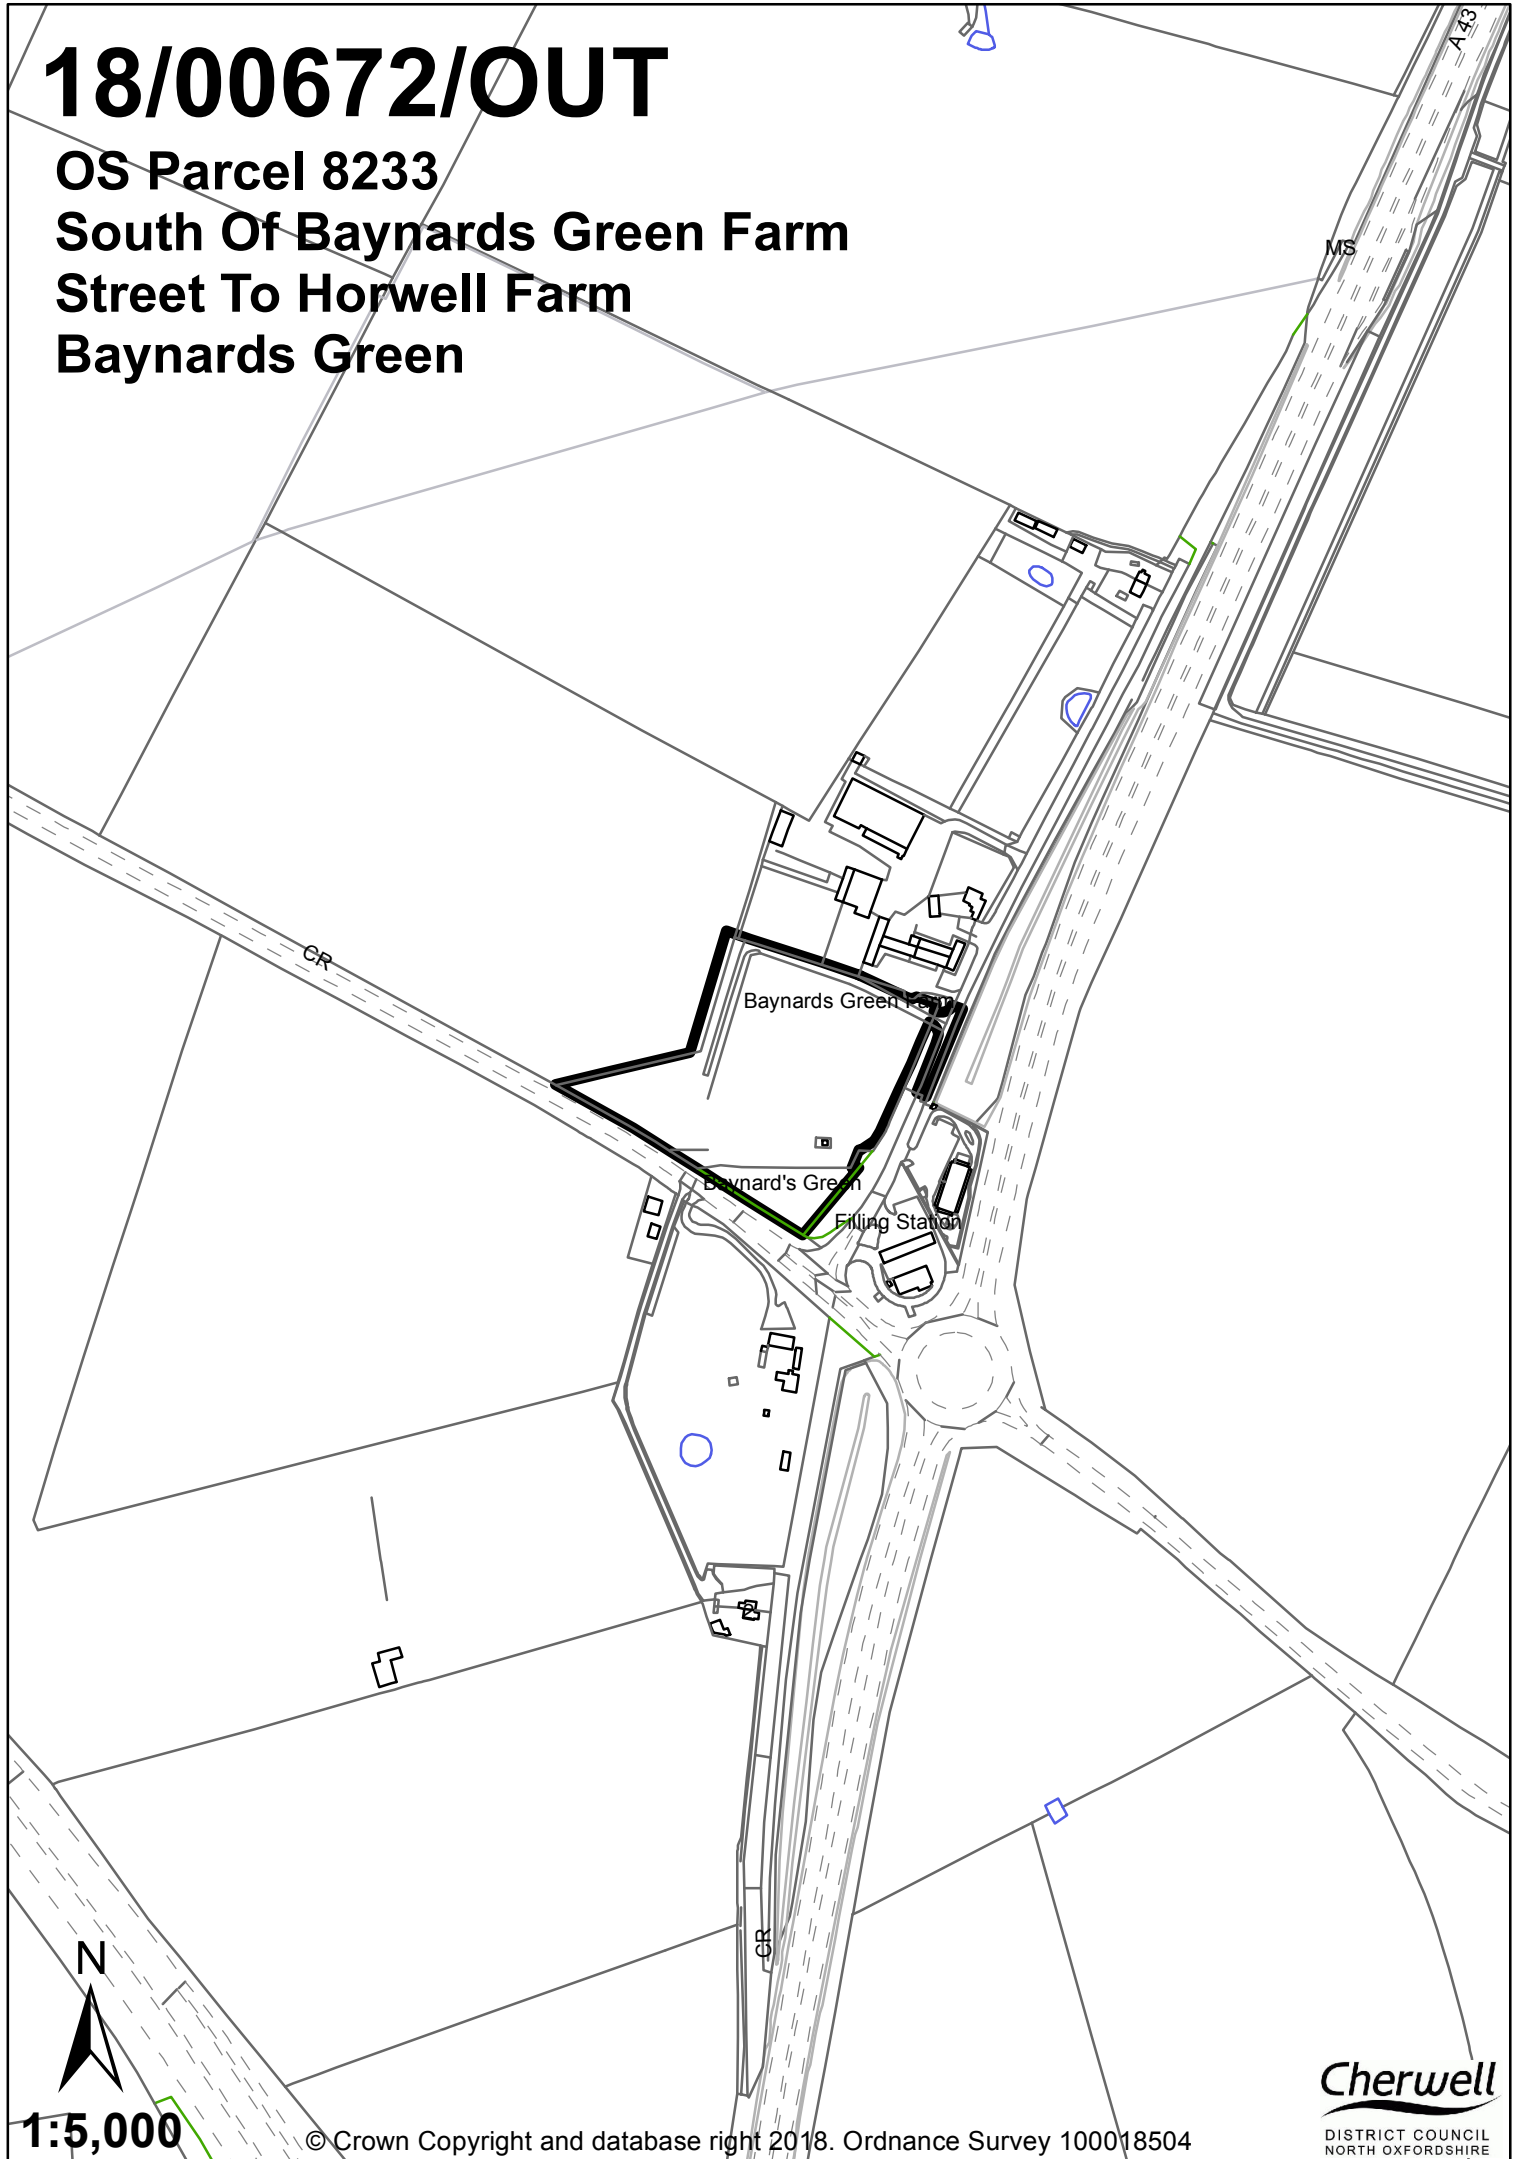 18/00672/OUT
OS Parcel 8233
South Of Baynards Green Farm
Street To Horwell Farm
Baynards Green
A 43
MS
CR
Baynards Green Farm
Baynard's Green
Filling Station
CR
N
1:5,000
© Crown Copyright and database right 2018. Ordnance Survey 100018504
Cherwell
DISTRICT COUNCIL
NORTH OXFORDSHIRE